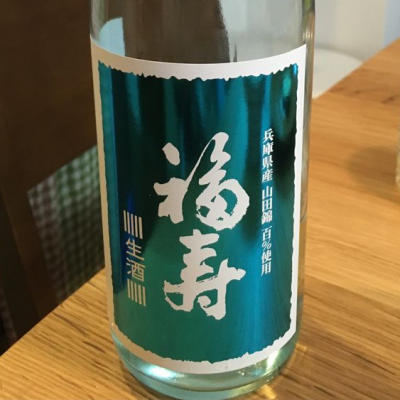 兵庫県産 山田錦 百%使用
福寿
生酒